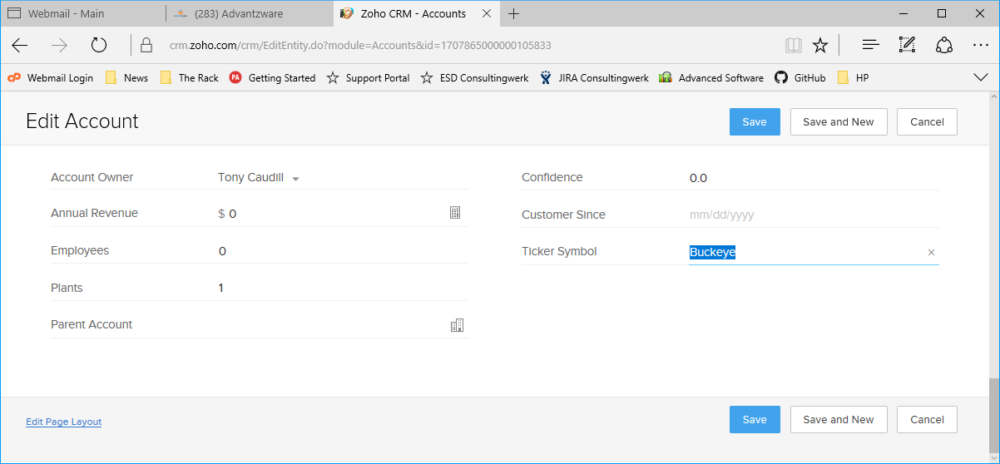 Webmail - Main
(283) Advantzware
Zoho CRM - Accounts
crm.zoho.com/crm/EditEntity.do?module=Accounts&id=1707865000000105833
Webmail Login News The Rack PA Getting Started Support Portal ESD Consultingwerk JIRA Consultingwerk Advanced Software GitHub HP
Edit Account
Save Save and New Cancel
Account Owner Tony Caudill
Confidence 0.0
Annual Revenue $ 0
Customer Since mm/dd/yyyy
Employees 0
Ticker Symbol Buckeye
Plants 1
Parent Account
Edit Page Layout
Save Save and New Cancel